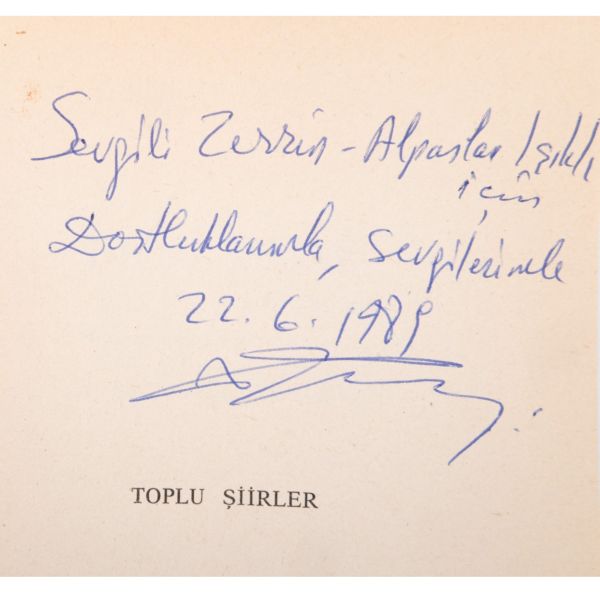 Sevgili Zerrin - Alpaslan Işıklı
için
Dostluklarımla, sevgilerimle
22.6.1989
TOPLU ŞİİRLER